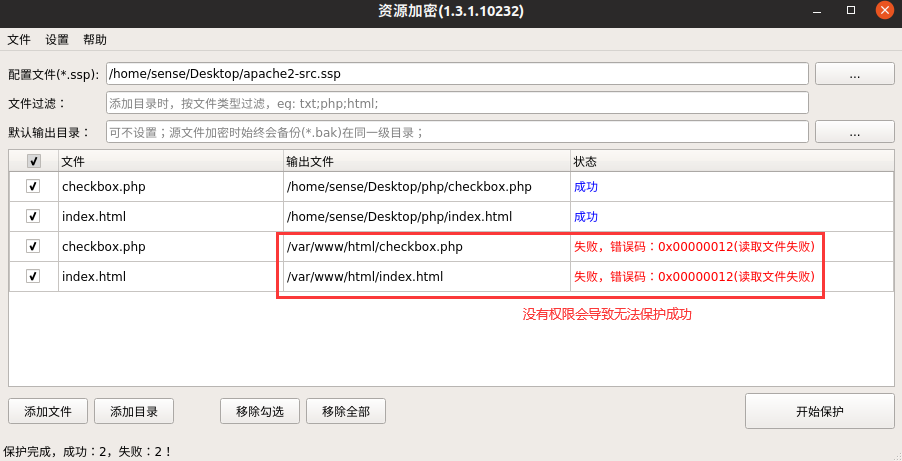 资源加密(1.3.1.10232)
文件 设置 帮助
配置文件(*.ssp): /home/sense/Desktop/apache2-src.ssp ...
文件过滤： 添加目录时，按文件类型过滤，eg: txt;php;html;
默认输出目录： 可不设置；源文件加密时始终会备份(*.bak)在同一级目录； ...
文件 输出文件 状态
checkbox.php /home/sense/Desktop/php/checkbox.php 成功
index.html /home/sense/Desktop/php/index.html 成功
checkbox.php /var/www/html/checkbox.php 失败，错误码：0x00000012(读取文件失败)
index.html /var/www/html/index.html 失败，错误码：0x00000012(读取文件失败)
没有权限会导致无法保护成功
添加文件 添加目录 移除勾选 移除全部 开始保护
保护完成，成功：2，失败：2！